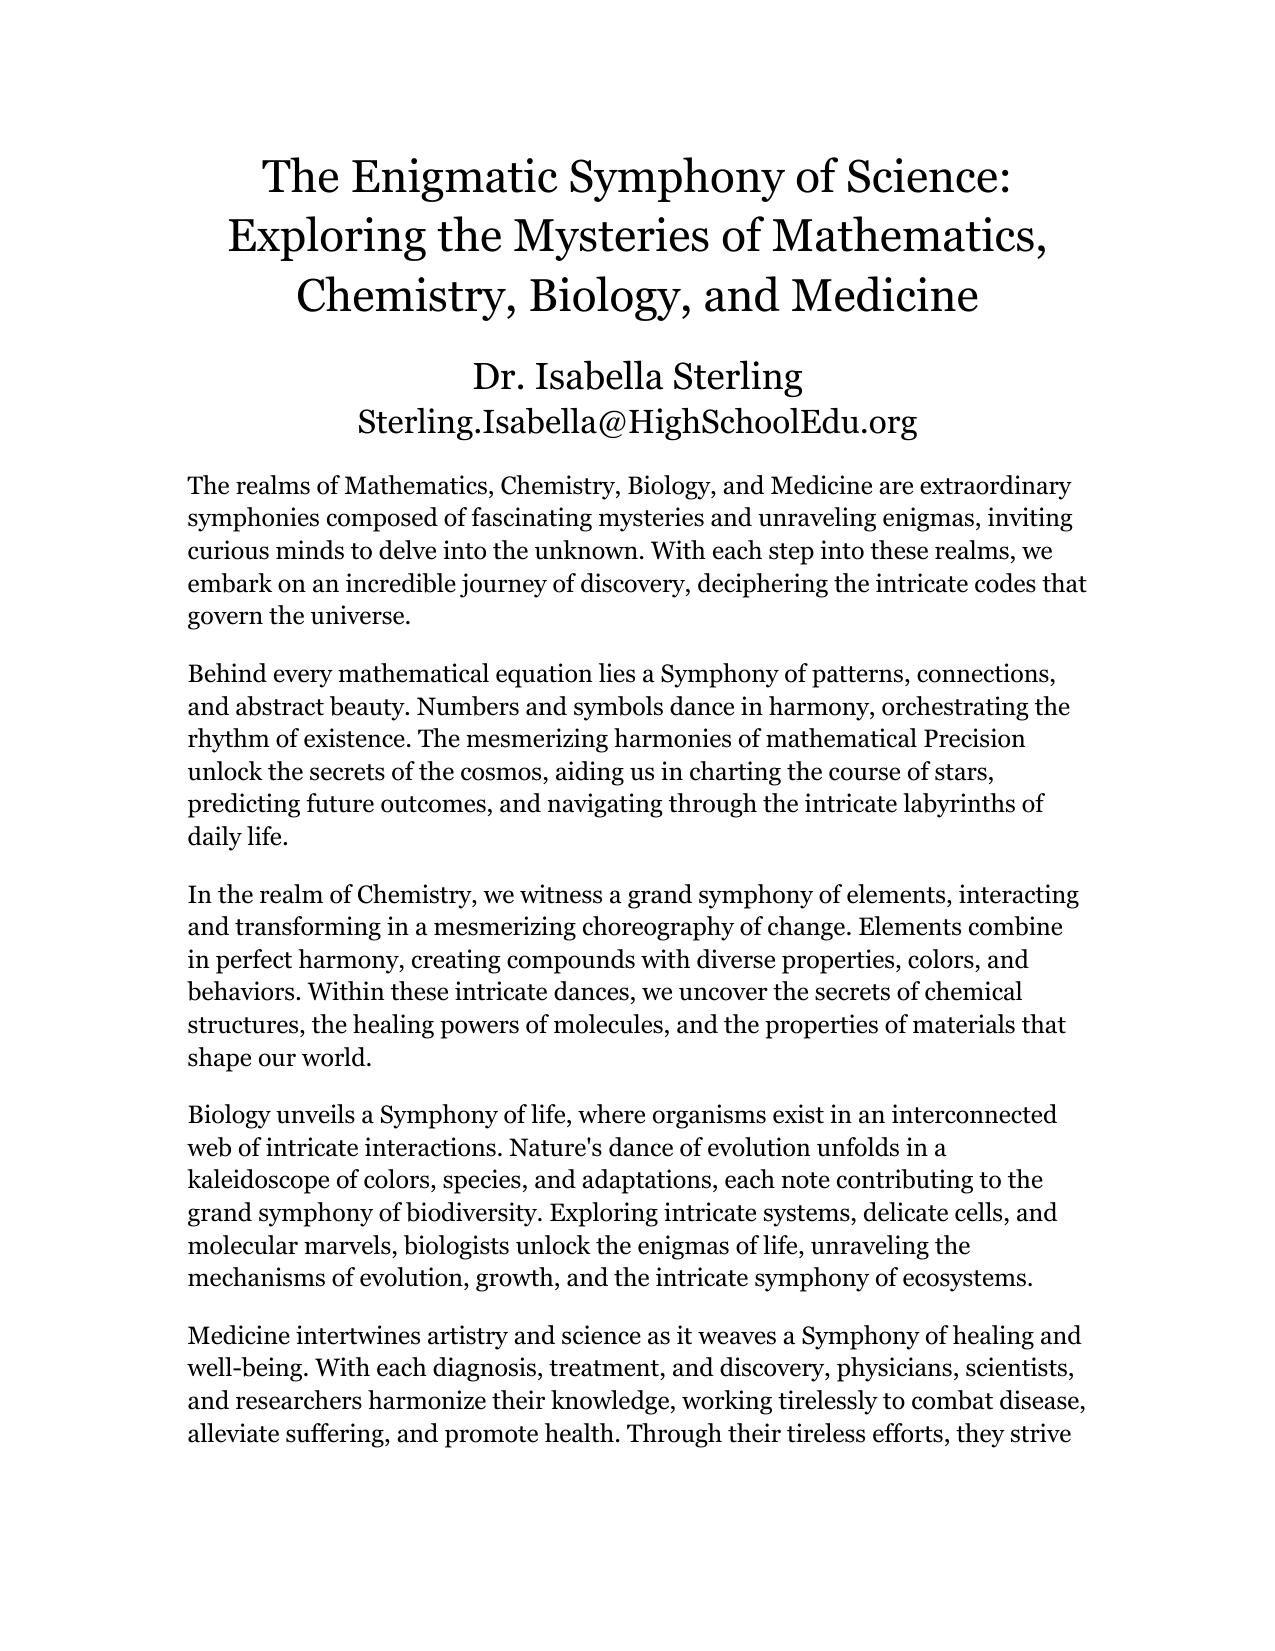 The Enigmatic Symphony of Science:
Exploring the Mysteries of Mathematics,
Chemistry, Biology, and Medicine
Dr. Isabella Sterling
Sterling.Isabella@HighSchoolEdu.org
The realms of Mathematics, Chemistry, Biology, and Medicine are extraordinary
symphonies composed of fascinating mysteries and unraveling enigmas, inviting
curious minds to delve into the unknown. With each step into these realms, we
embark on an incredible journey of discovery, deciphering the intricate codes that
govern the universe.
Behind every mathematical equation lies a Symphony of patterns, connections,
and abstract beauty. Numbers and symbols dance in harmony, orchestrating the
rhythm of existence. The mesmerizing harmonies of mathematical Precision
unlock the secrets of the cosmos, aiding us in charting the course of stars,
predicting future outcomes, and navigating through the intricate labyrinths of
daily life.
In the realm of Chemistry, we witness a grand symphony of elements, interacting
and transforming in a mesmerizing choreography of change. Elements combine
in perfect harmony, creating compounds with diverse properties, colors, and
behaviors. Within these intricate dances, we uncover the secrets of chemical
structures, the healing powers of molecules, and the properties of materials that
shape our world.
Biology unveils a Symphony of life, where organisms exist in an interconnected
web of intricate interactions. Nature's dance of evolution unfolds in a
kaleidoscope of colors, species, and adaptations, each note contributing to the
grand symphony of biodiversity. Exploring intricate systems, delicate cells, and
molecular marvels, biologists unlock the enigmas of life, unraveling the
mechanisms of evolution, growth, and the intricate symphony of ecosystems.
Medicine intertwines artistry and science as it weaves a Symphony of healing and
well-being. With each diagnosis, treatment, and discovery, physicians, scientists,
and researchers harmonize their knowledge, working tirelessly to combat disease,
alleviate suffering, and promote health. Through their tireless efforts, they strive